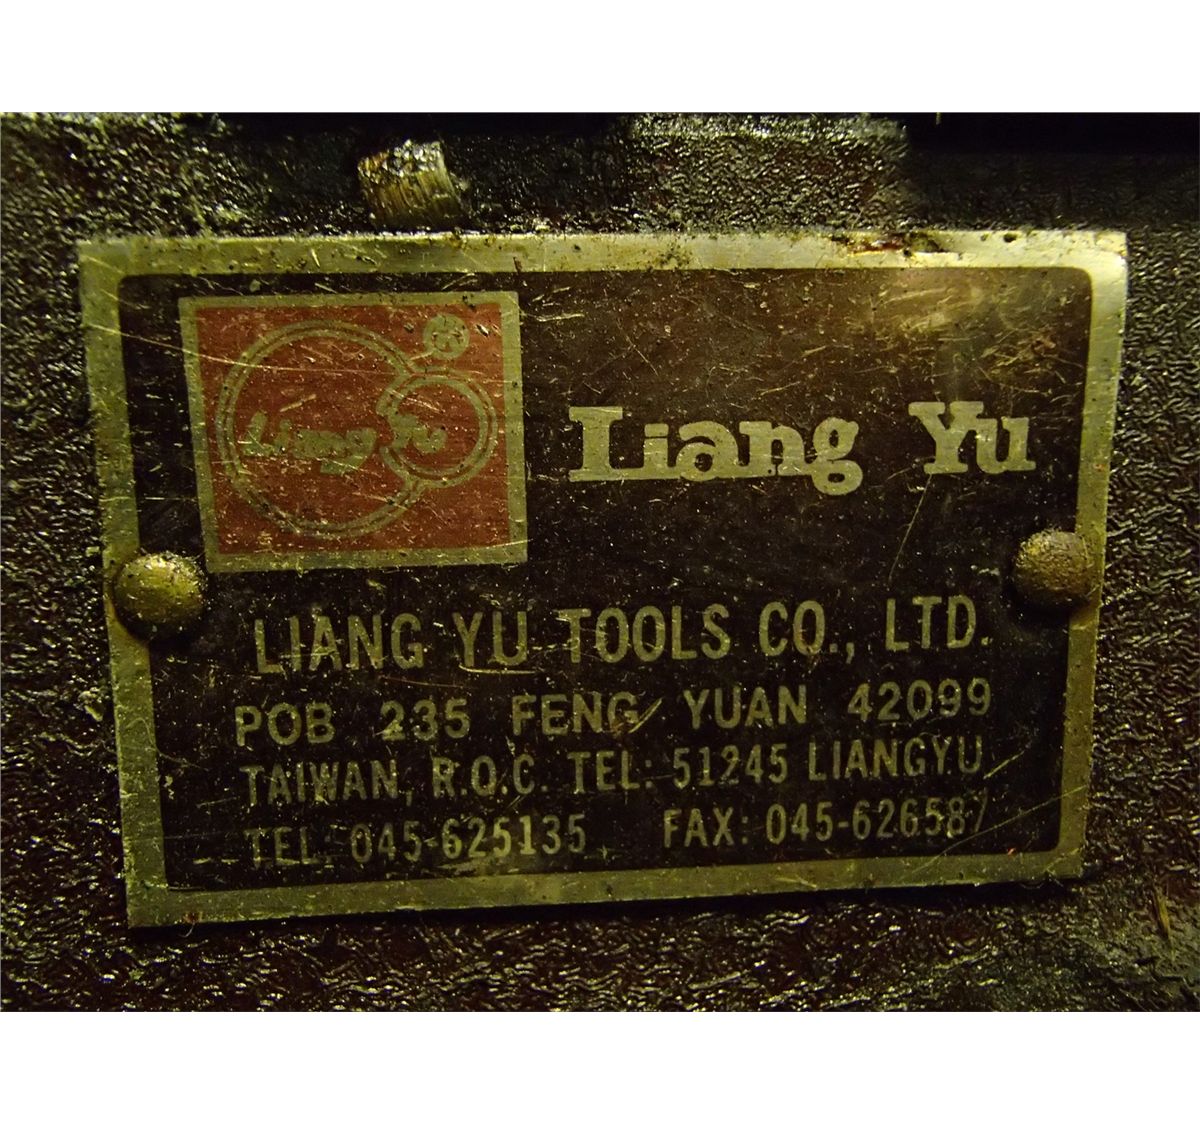 Liang Yu
Liang Yu
LIANG YU TOOLS CO., LTD.
POB 235 FENG YUAN 42099
TAIWAN, R.O.C. TEL: 51245 LIANGYU
TEL: 045-625135 FAX: 045-626587